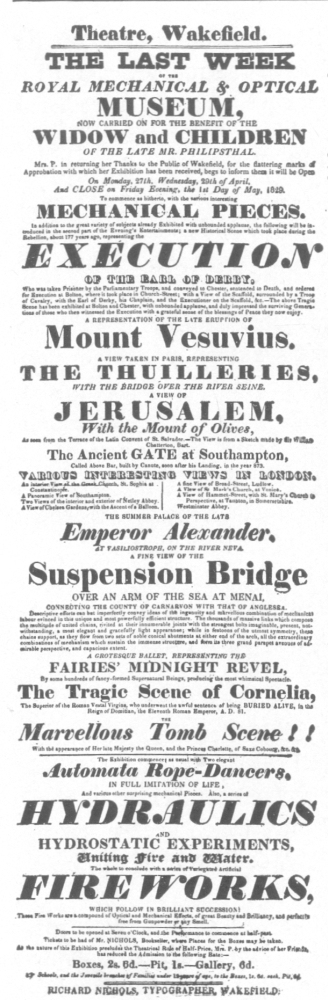 Theatre, Wakefield.
THE LAST WEEK
OF THE
ROYAL MECHANICAL & OPTICAL
MUSEUM,
NOW CARRIED ON FOR THE BENEFIT OF THE
WIDOW and CHILDREN
OF THE LATE MR. PHILIPSTHAL.
Mrs. P. in returning her Thanks to the Public of Wakefield, for the flattering marks of
Approbation with which her Exhibition has been received, begs to inform them it will be Open
On Monday, 27th. Wednesday, 29th of April,
And CLOSE on Friday Evening, the 1st Day of May, 1829.
To commence as hitherto, with the various interesting
MECHANICAL PIECES.
In addition to the great variety of subjects already Exhibited with unbounded applause, the following will be in-
troduced in the second part of the Evening's Entertainments; a new Historical Scene which took place during the
Rebellion, about 177 years ago, representing the
EXECUTION
OF THE EARL OF DERBY,
Who was taken Prisoner by the Parliamentary Troops, and conveyed to Chester, sounded at Death, and ordered
for Execution at Bolton, where it took place in Church-Street; with a View of the Scaffold, surrounded by a Troop
of Cavalry, with the Earl of Derby, his Chaplain, and the Executioner on the Scaffold, &c.—The above Tragic
Scene has been exhibited at Bolton and Chester, with unbounded applause, and duly impressed the surviving Genera-
tions of those who then witnessed the Execution with a grateful sense of the blessings of Peace they now enjoy.
A REPRESENTATION OF THE LATE ERUPTION OF
Mount Vesuvius.
A VIEW TAKEN IN PARIS, REPRESENTING
THE THUILLERIES,
WITH THE BRIDGE OVER THE RIVER SEINE.
A VIEW OF
JERUSALEM,
With the Mount of Olives,
As seen from the Terrace of the Latin Convent of St. Salvador.—The View is from a Sketch made by Sir William
Chatterton, Bart.
The Ancient GATE at Southampton,
Called Above Bar, built by Canute, soon after his Landing, in the year
VARIOUS INTERESTING VIEWS IN LONDON.
An interior View of the Greek Church, St. Sophia at
Constantinople.
A Panoramic View of Southampton.
Two Views of the interior and exterior of Netley Abbey.
A View of Chelsea Gardens, with the Ascent of a Balloon.
A fine View of Broad-Street, Ludlow.
A View of St. Mark's Church, at Venice.
A View of Hammet-Street, with St. Mary's Church in
Perspective, at Taunton, in Somersetshire.
Westminster Abbey.
THE SUMMER PALACE OF THE LATE
Emperor Alexander,
AT VASILIOSTROPH, ON THE RIVER NEVA.
A FINE VIEW OF THE
Suspension Bridge
OVER AN ARM OF THE SEA AT MENAI,
CONNECTING THE COUNTY OF CARNARVON WITH THAT OF ANGLESEA.
Descriptive efforts can but imperfectly convey ideas of the ingenuity and marvellous combination of mechanical
labour evinced in this unique and most powerfully efficient structure. The thousands of massive links which compose
the multitude of united chains, rivited at their innumerable joints with the strongest bolts imaginable, present, not-
withstanding, a most elegant and gracefully light appearance; while in features of the utmost symmetry, those
chains support, as they flow from two sets of noble conical abutments at either end of the arch, all the extraordinary
combination of mechanism which sustain the immense structure, and form its three grand parapet avenues of ad-
mirable perspective, and capacious extent.
A GROTESQUE BALLET, REPRESENTING THE
FAIRIES' MIDNIGHT REVEL,
By some hundreds of fancy-formed Supernatural Beings, producing the most whimsical Spectacle.
The Tragic Scene of Cornelia,
The Superior of the Roman Vestal Virgins, who underwent the awful sentence of being BURIED ALIVE, in the
Reign of Domitian, the Eleventh Roman Emperor, A. D. 81.
THE
Marvellous Tomb Scene!!
With the appearance of Her late Majesty the Queen, and the Princess Charlotte, of Saxe Cobourg, &c. &c.
The Exhibition commences as usual with Two elegant
Automata Rope-Dancers,
IN FULL IMITATION OF LIFE,
And various other surprising mechanical Pieces. Also, a series of
HYDRAULICS
AND
HYDROSTATIC EXPERIMENTS,
Uniting Fire and Water.
The whole to conclude with a series of Variegated Artificial
FIREWORKS,
WHICH FOLLOW IN BRILLIANT SUCCESSION!
These Fire Works are a compound of Optical and Mechanical Effects, of great Beauty and Brilliancy, and perfectly
free from Gunpowder or any Smell.
Doors to be opened at Seven o'Clock, and the Performance to commence at half-past.
Tickets to be had of Mr. NICHOLS, Bookseller, where Places for the Boxes may be taken.
As the nature of this Exhibition precludes the Theatrical Rule of Half-Price, Mrs. P. by the advice of her Friends,
has reduced the Admission to the following Rate:—
Boxes, 2s. 6d.—Pit, 1s.—Gallery, 6d.
Schools, and the Juvenile branches of Families under years of age, to the Boxes, 1s. 6d. each, Pit,
RICHARD NICHOLS, TYPOGRAPHER, WAKEFIELD.